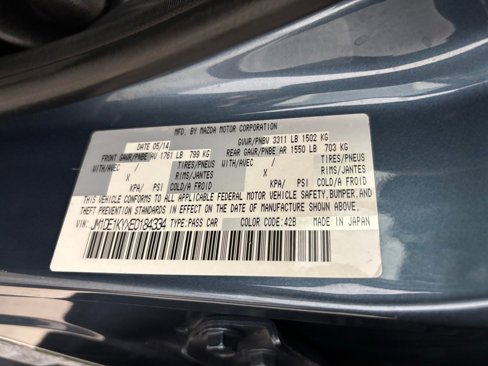 MFD. BY MAZDA MOTOR CORPORATION
DATE 05/14 GVWR/PNBV 3311 LB 1502 KG
FRONT GAWR/PNBE AV 1761 LB 799 KG REAR GAWR/PNBE AR 1550 LB 703 KG
WITH/AVEC / TIRES/PNEUS WITH/AVEC / TIRES/PNEUS
X RIMS/JANTES X RIMS/JANTES
KPA/ PSI COLD/A FROID KPA/ PSI COLD/A FROID
THIS VEHICLE CONFORMS TO ALL APPLICABLE FEDERAL MOTOR VEHICLE SAFETY, BUMPER, AND
THEFT PREVENTION STANDARDS IN EFFECT ON THE DATE OF MANUFACTURE SHOWN ABOVE.
VIN: JM1DE1KYXE0184334 TYPE:PASS CAR COLOR CODE:42B MADE IN JAPAN